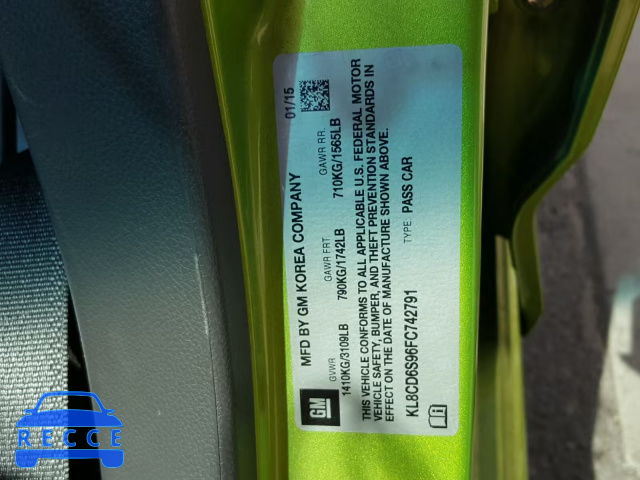 MFD BY GM KOREA COMPANY 01/15
GVWR GAWR FRT GAWR RR.
1410KG/3109LB 790KG/1742LB 710KG/1565LB
THIS VEHICLE CONFORMS TO ALL APPLICABLE U.S. FEDERAL MOTOR
VEHICLE SAFETY, BUMPER, AND THEFT PREVENTION STANDARDS IN
EFFECT ON THE DATE OF MANUFACTURE SHOWN ABOVE.
KL8CD6S96FC742791 TYPE: PASS CAR
GM
RECCE